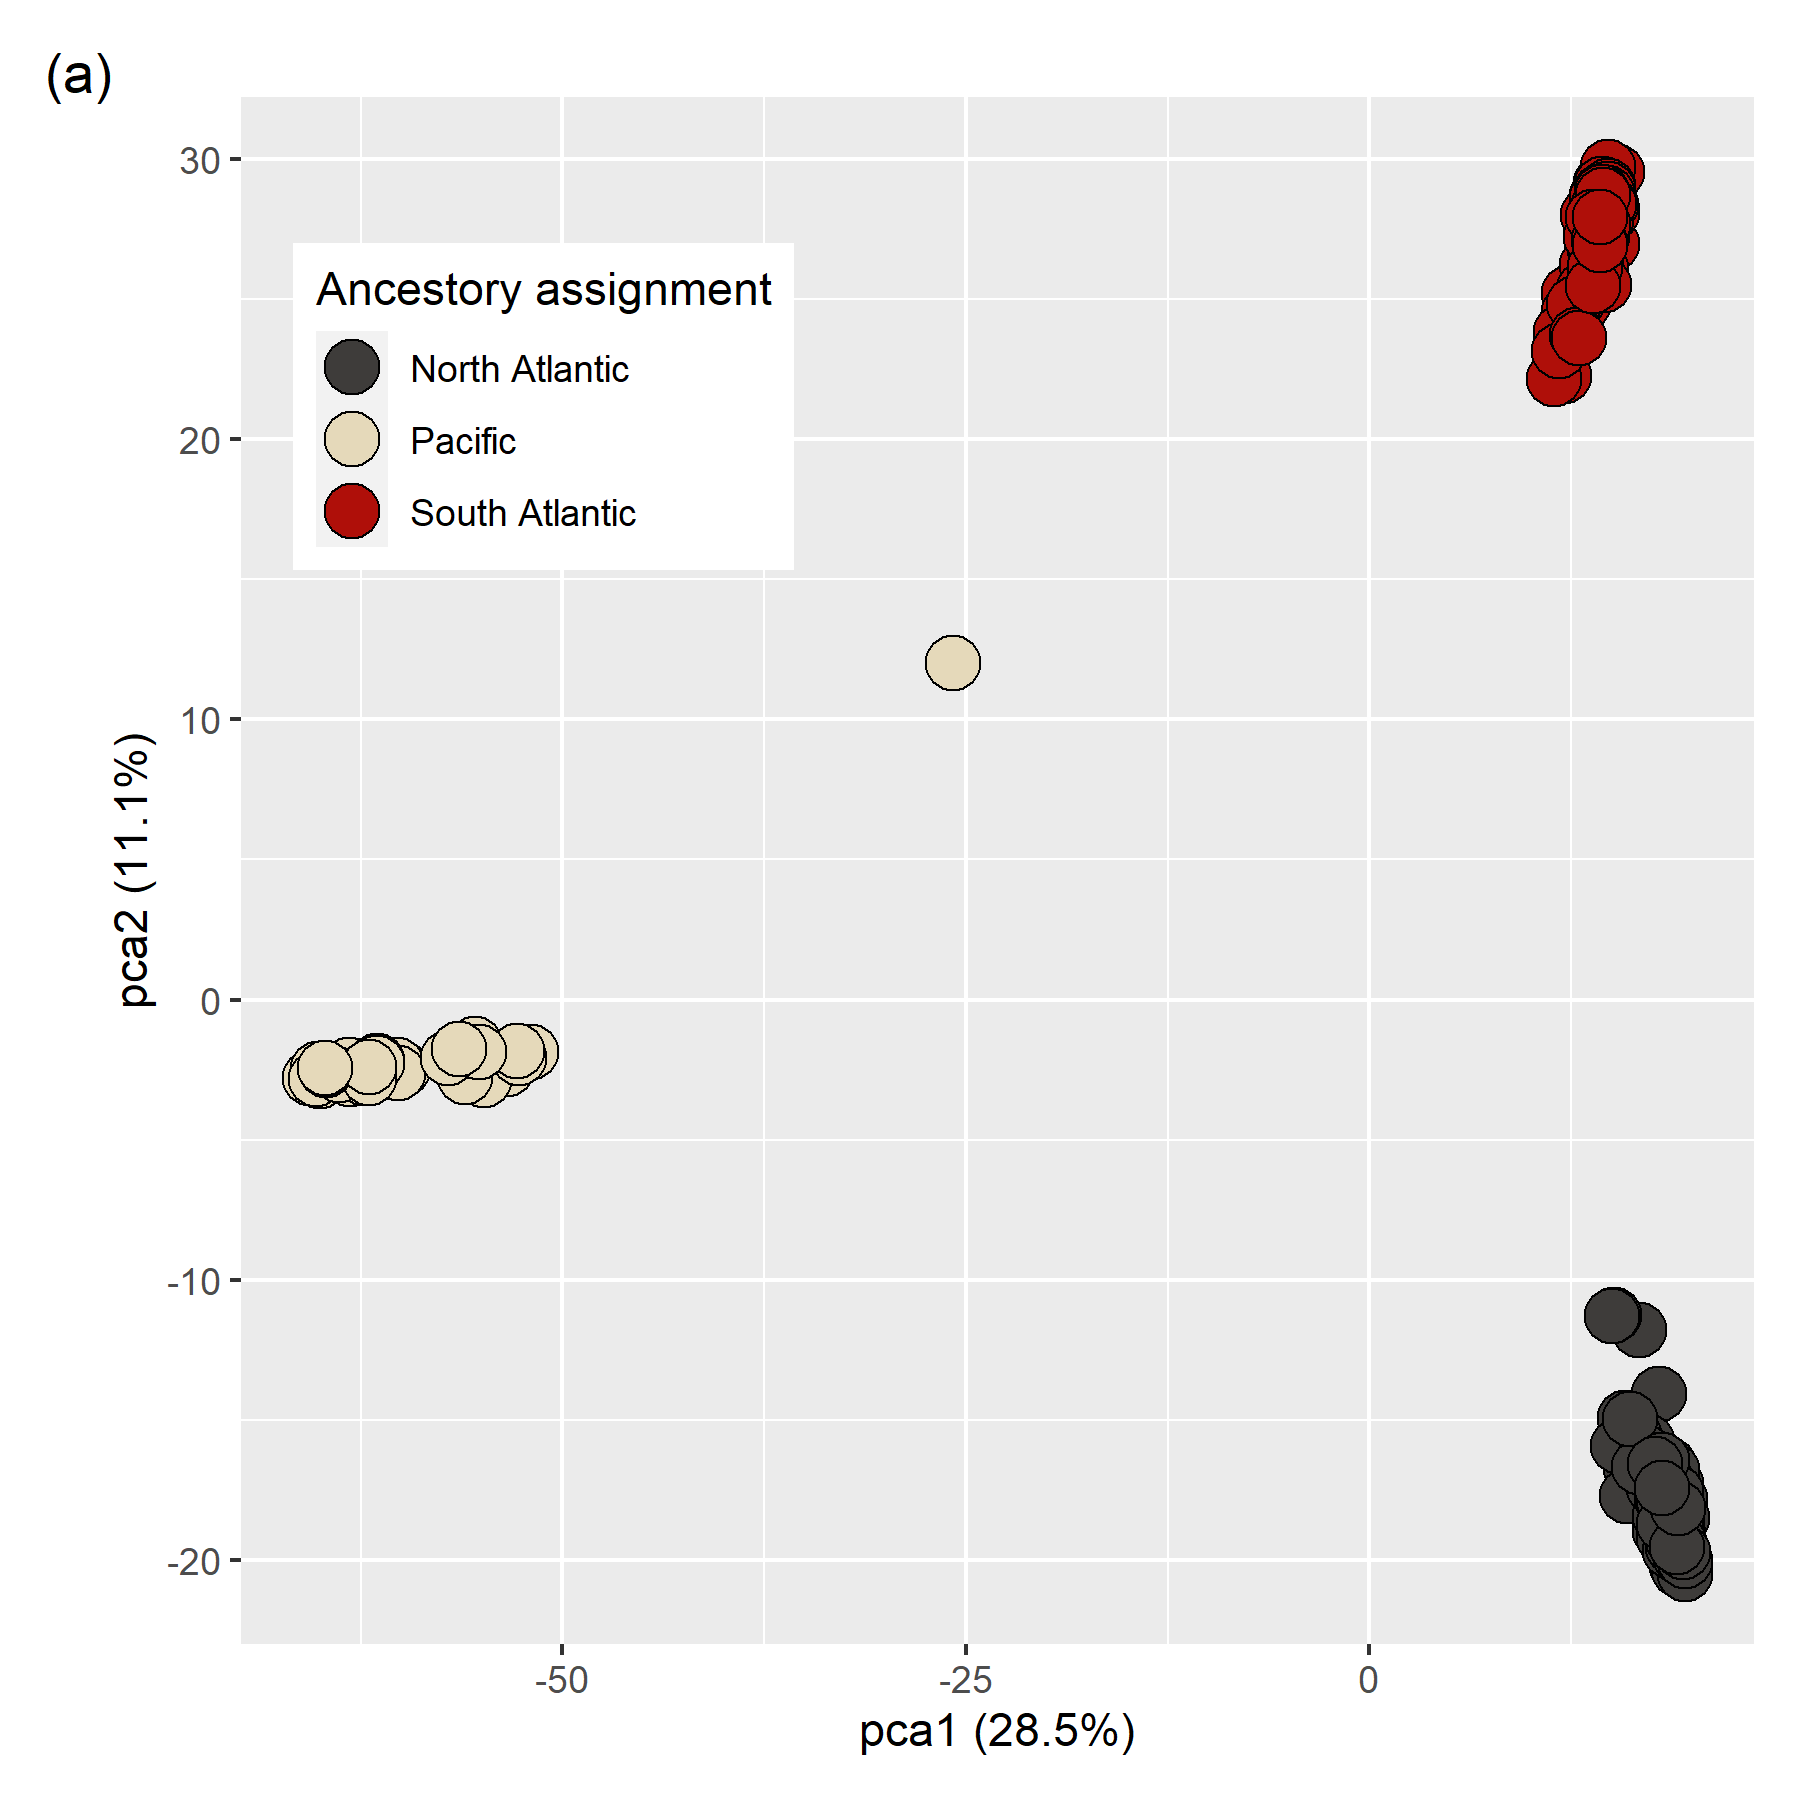 (a)
30
20
10
0
-10
-20
pca2 (11.1%)
Ancestory assignment
North Atlantic
Pacific
South Atlantic
-50
-25
0
pca1 (28.5%)